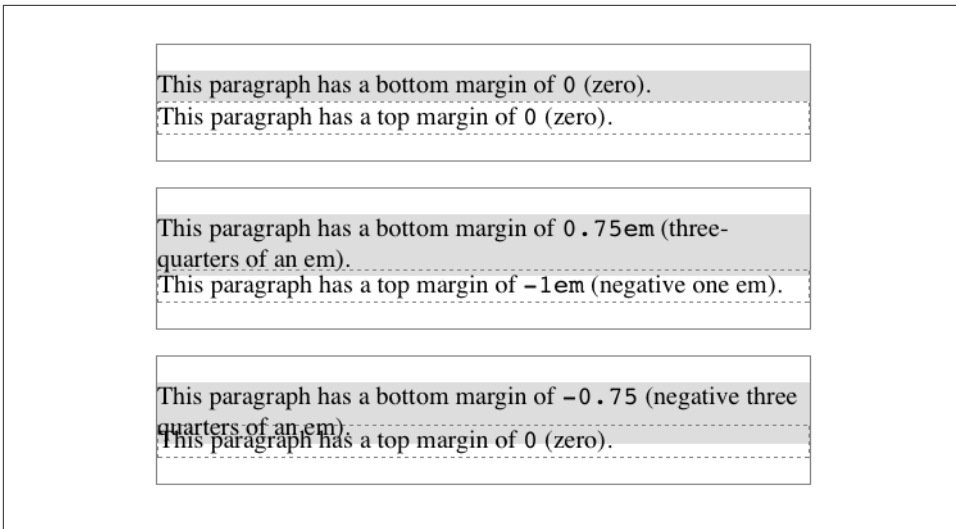 This paragraph has a bottom margin of 0 (zero).
This paragraph has a top margin of 0 (zero).
This paragraph has a bottom margin of 0.75em (three-
quarters of an em).
This paragraph has a top margin of −1em (negative one em).
This paragraph has a bottom margin of −0.75 (negative three
quarters of an em).
This paragraph has a top margin of 0 (zero).